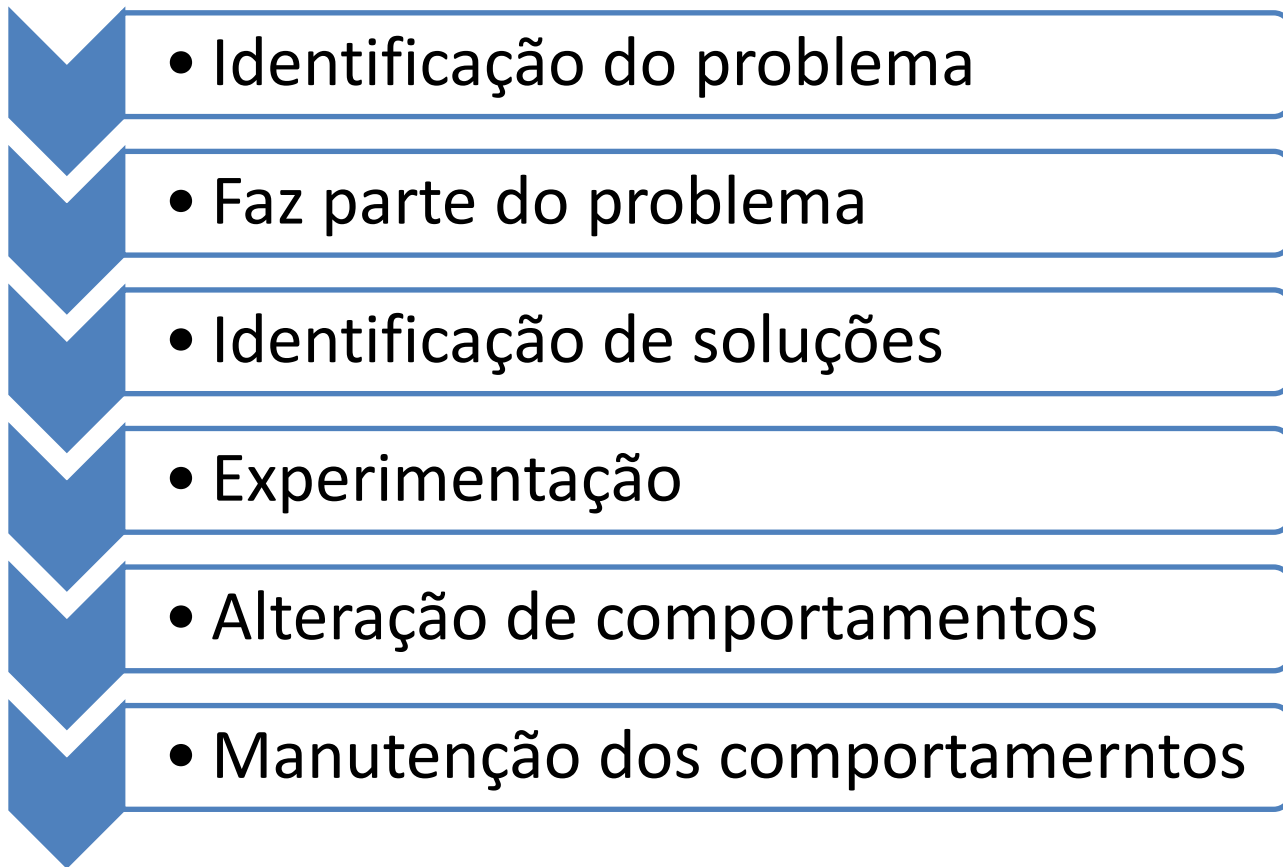 • Identificação do problema
• Faz parte do problema
• Identificação de soluções
• Experimentação
• Alteração de comportamentos
• Manutenção dos comportamerntos